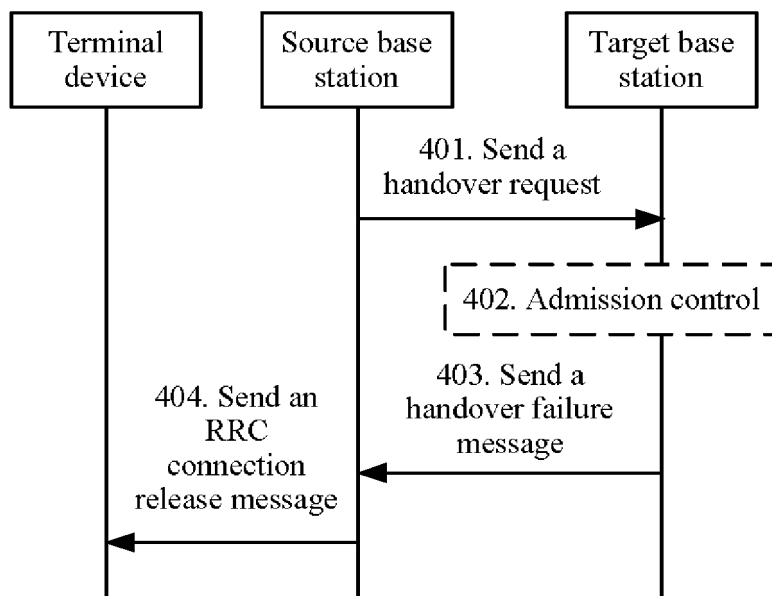 Terminal
device
Source base
station
Target base
station
401. Send a
handover request
402. Admission control
403. Send a
handover failure
message
404. Send an
RRC
connection
release message